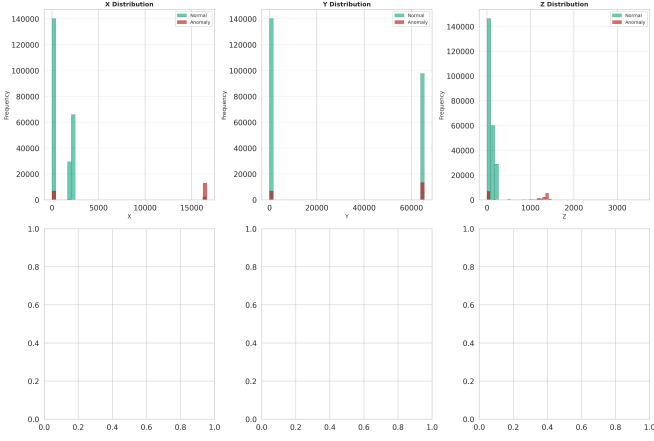 X Distribution
Y Distribution
Z Distribution
Normal
Anomaly
Normal
Anomaly
Normal
Anomaly
Frequency
140000
120000
100000
80000
60000
40000
20000
0
0 5000 10000 15000
X
Frequency
140000
120000
100000
80000
60000
40000
20000
0
0 20000 40000 60000
Y
Frequency
140000
120000
100000
80000
60000
40000
20000
0
0 1000 2000 3000
Z
1.0
0.8
0.6
0.4
0.2
0.0
0.0 0.2 0.4 0.6 0.8 1.0
1.0
0.8
0.6
0.4
0.2
0.0
0.0 0.2 0.4 0.6 0.8 1.0
1.0
0.8
0.6
0.4
0.2
0.0
0.0 0.2 0.4 0.6 0.8 1.0